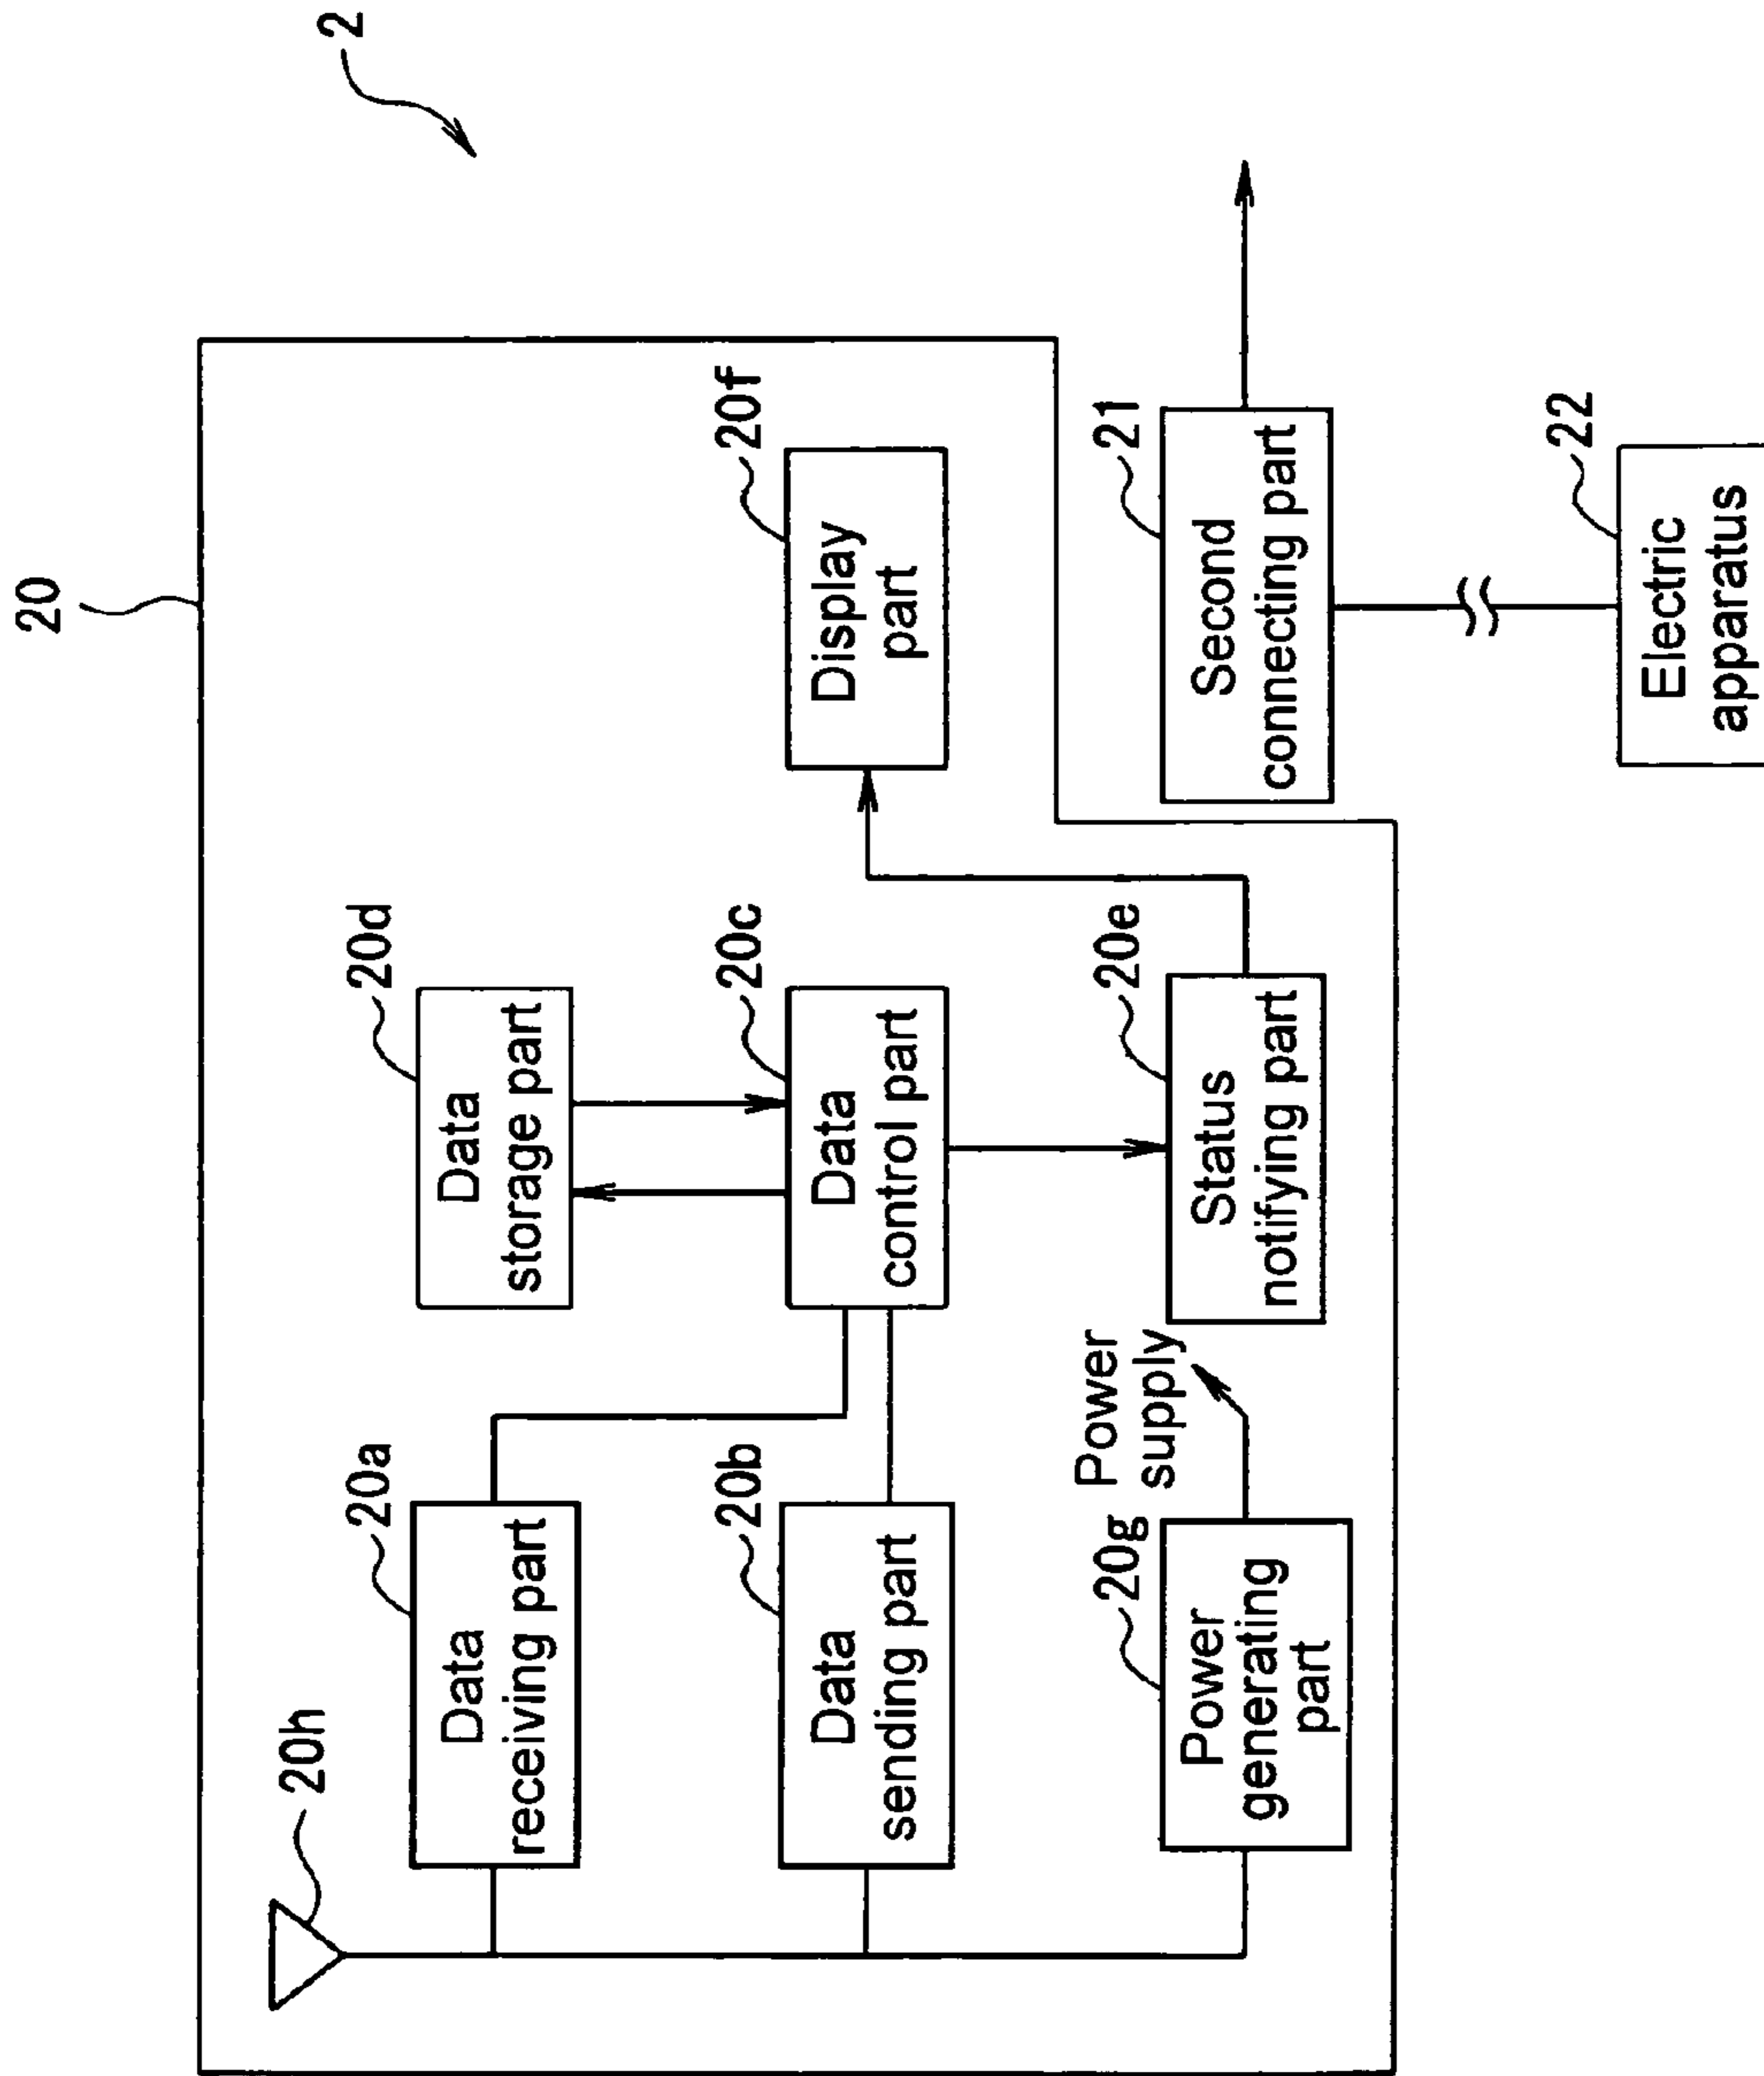 2
20
20h
20a
Data
receiving part
20d
Data
storage part
20b
Data
sending part
20c
Data
control part
20f
Display
part
20g
Power
generating
part
Power
supply
20e
Status
notifying part
21
Second
connecting part
22
Electric
apparatus